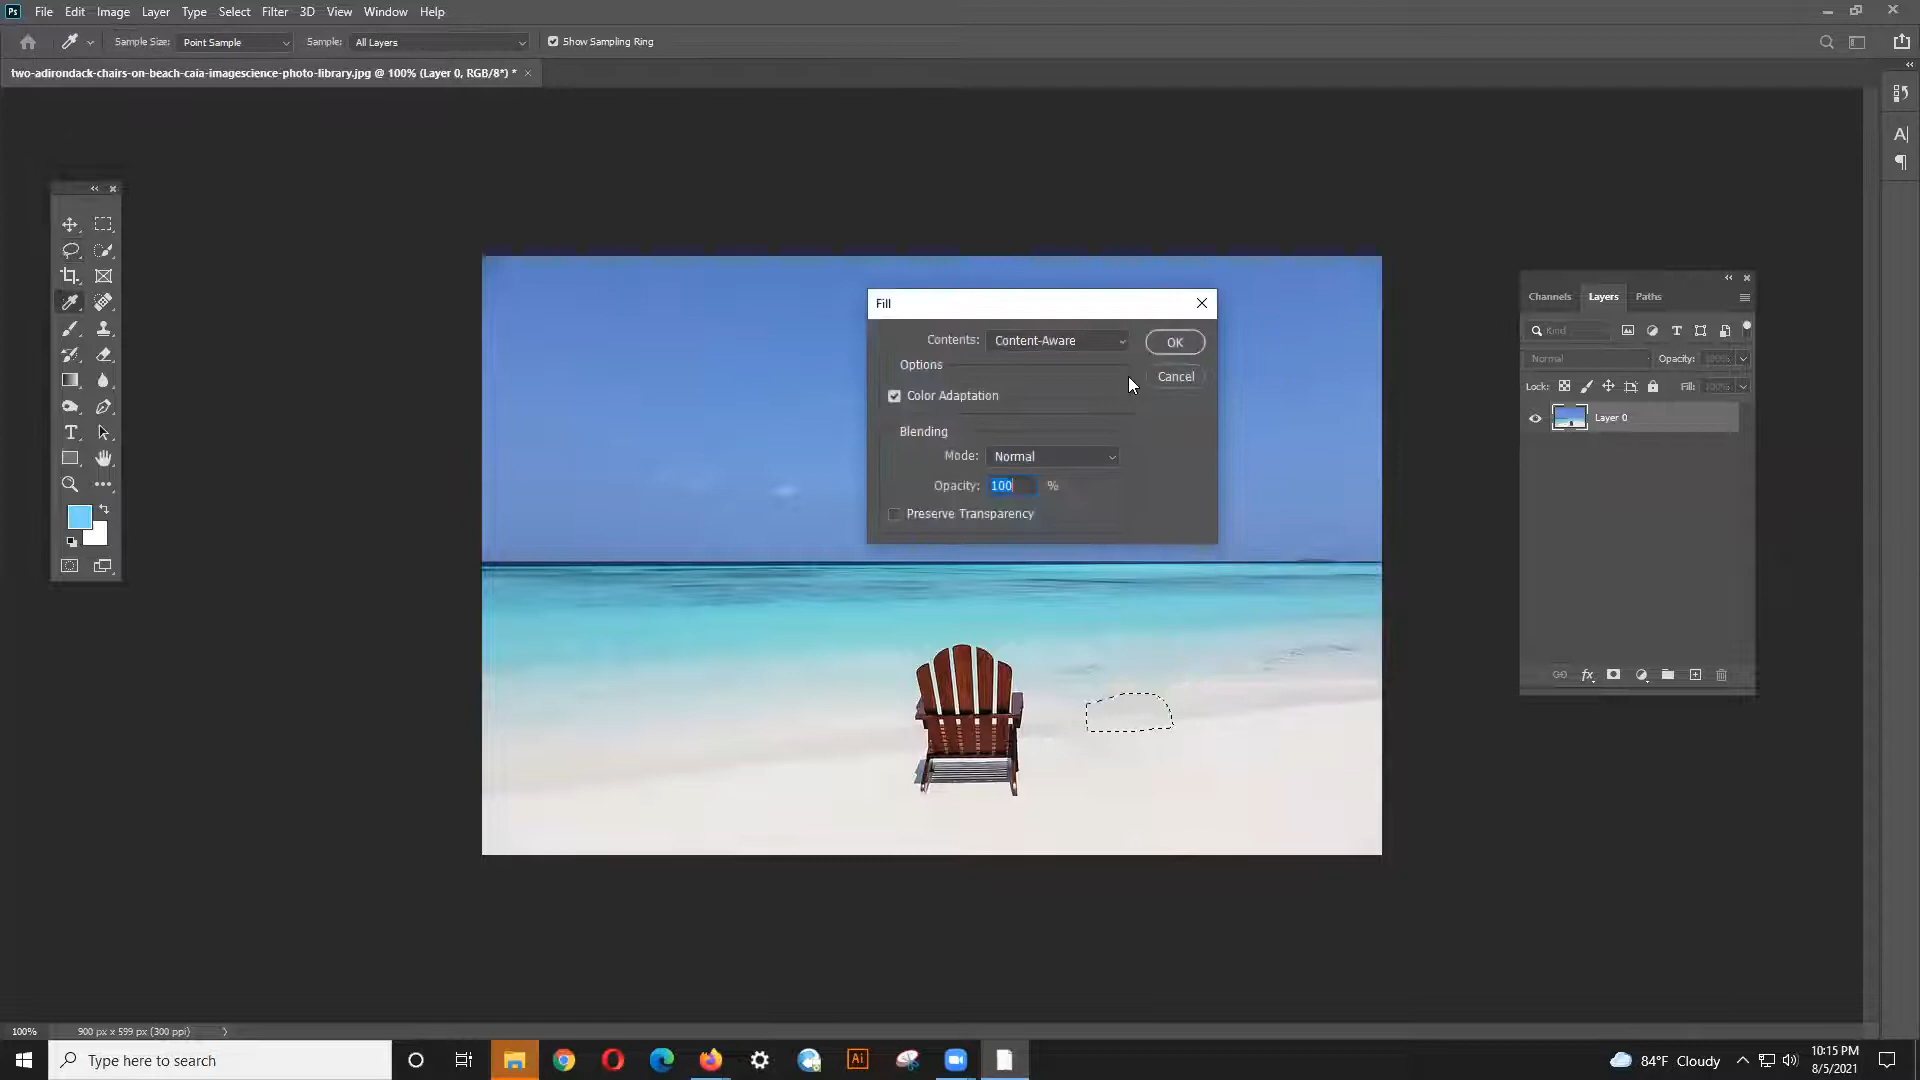 Ps File Edit Image Layer Type Select Filter 3D View Window Help
Sample Size: Point Sample Sample: All Layers Show Sampling Ring
two-adirondack-chairs-on-beach-caia-imagescience-photo-library.jpg @ 100% (Layer 0, RGB/8*) *
Fill
Contents: Content-Aware OK
Options
Cancel
Color Adaptation
Blending
Mode: Normal
Opacity: 100 %
Preserve Transparency
Channels Layers Paths
Kind
Normal Opacity: 100%
Lock: Fill: 100%
Layer 0
fx
100% 900 px x 599 px (300 ppi)
Type here to search
Ai
84°F Cloudy
10:15 PM
8/5/2021